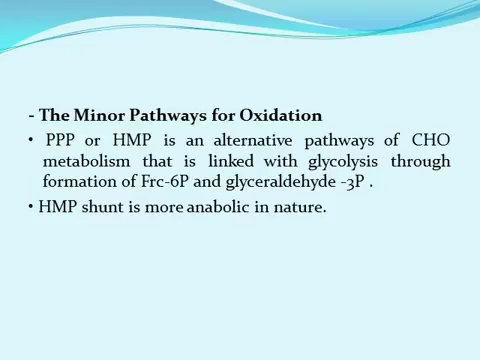 - The Minor Pathways for Oxidation
• PPP or HMP is an alternative pathways of CHO
metabolism that is linked with glycolysis through
formation of Frc-6P and glyceraldehyde -3P .
• HMP shunt is more anabolic in nature.